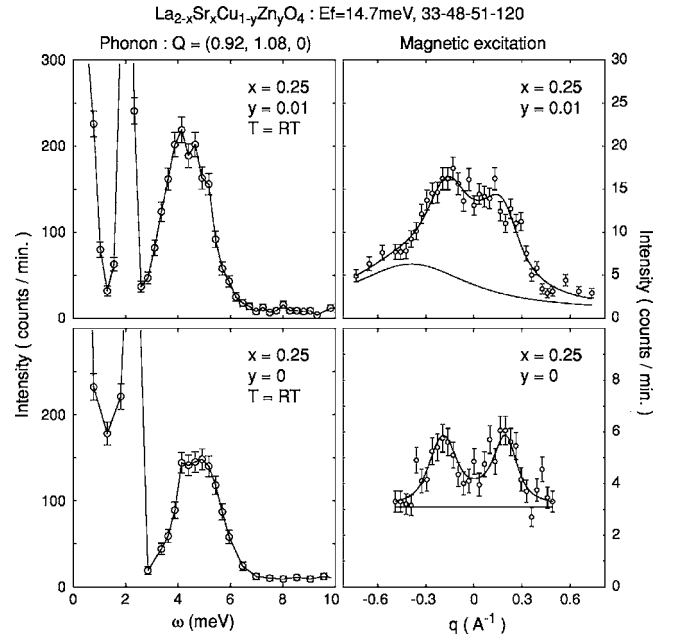 La2-xSrxCu1-yZnyO4 : Ef=14.7meV, 33-48-51-120
Phonon : Q = (0.92, 1.08, 0)
Magnetic excitation
300
200
100
0
x = 0.25
y = 0.01
T = RT
x = 0.25
y = 0.01
30
25
20
15
10
5
0
Intensity ( counts / min. )
Intensity ( counts / min. )
200
100
0
x = 0.25
y = 0
T = RT
x = 0.25
y = 0
8
6
4
2
0
0 2 4 6 8 10
-0.6 -0.3 0 0.3 0.6
ω (meV)
q (A-1)